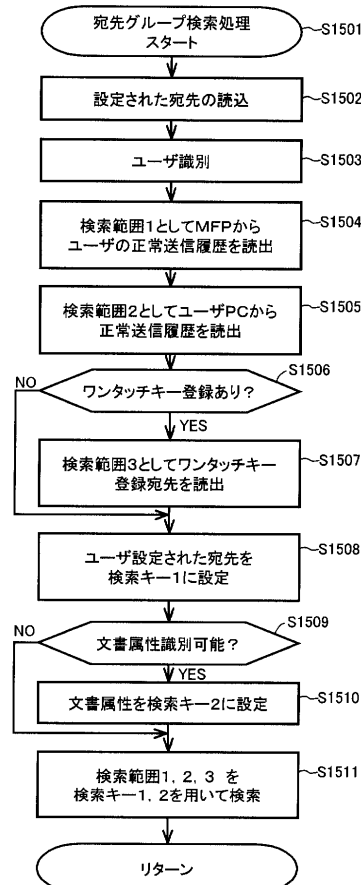 宛先グループ検索処理
スタート
S1501
設定された宛先の読込
S1502
ユーザ識別
S1503
検索範囲1としてMFPから
ユーザの正常送信履歴を読出
S1504
検索範囲2としてユーザPCから
正常送信履歴を読出
S1505
S1506
NO
ワンタッチキー登録あり?
YES
検索範囲3としてワンタッチキー
登録宛先を読出
S1507
ユーザ設定された宛先を
検索キー1に設定
S1508
S1509
NO
文書属性識別可能?
YES
文書属性を検索キー2に設定
S1510
検索範囲1, 2, 3 を
検索キー1, 2を用いて検索
S1511
リターン